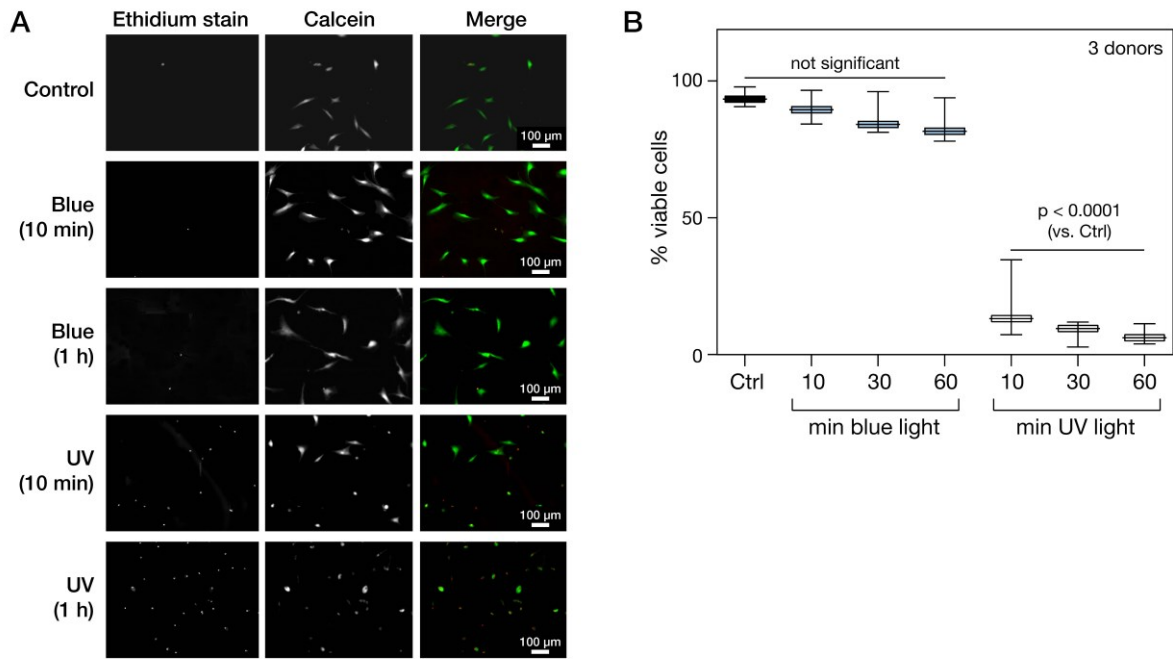 A
Ethidium stain Calcein Merge
Control
100 µm
Blue
(10 min)
100 µm
Blue
(1 h)
100 µm
UV
(10 min)
100 µm
UV
(1 h)
100 µm
B
3 donors
not significant
p < 0.0001
(vs. Ctrl)
% viable cells
100
50
0
Ctrl 10 30 60 10 30 60
min blue light min UV light